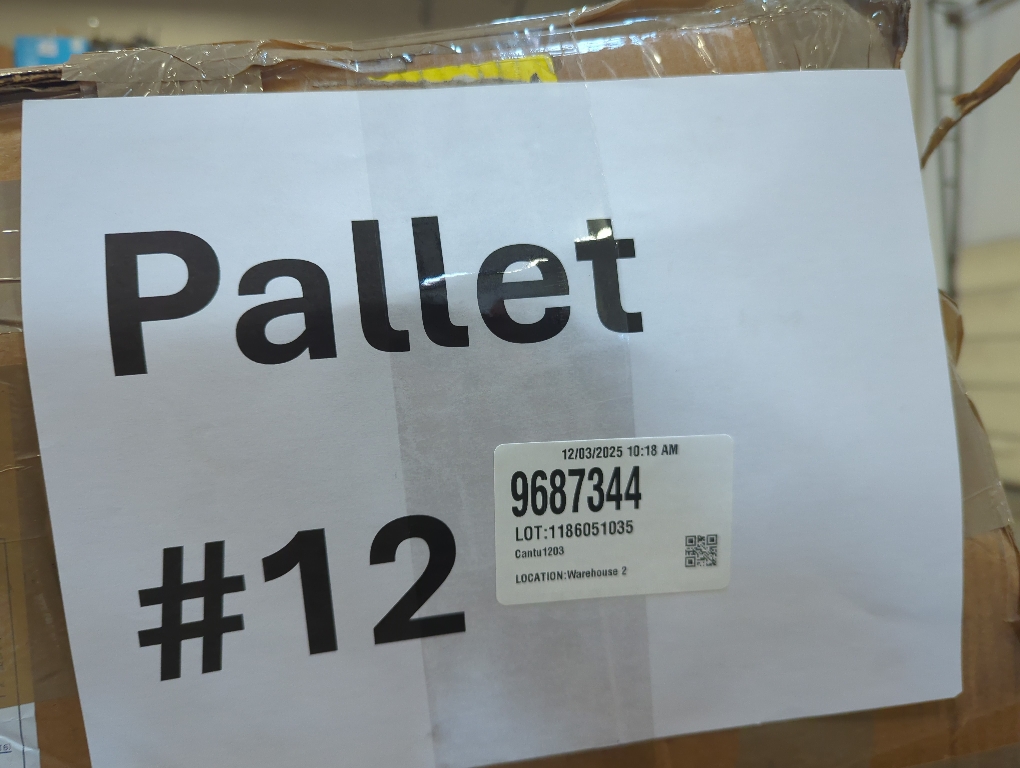 Pallet
#12
12/03/2025 10:18 AM
9687344
LOT:1186051035
Cantu1203
LOCATION:Warehouse 2